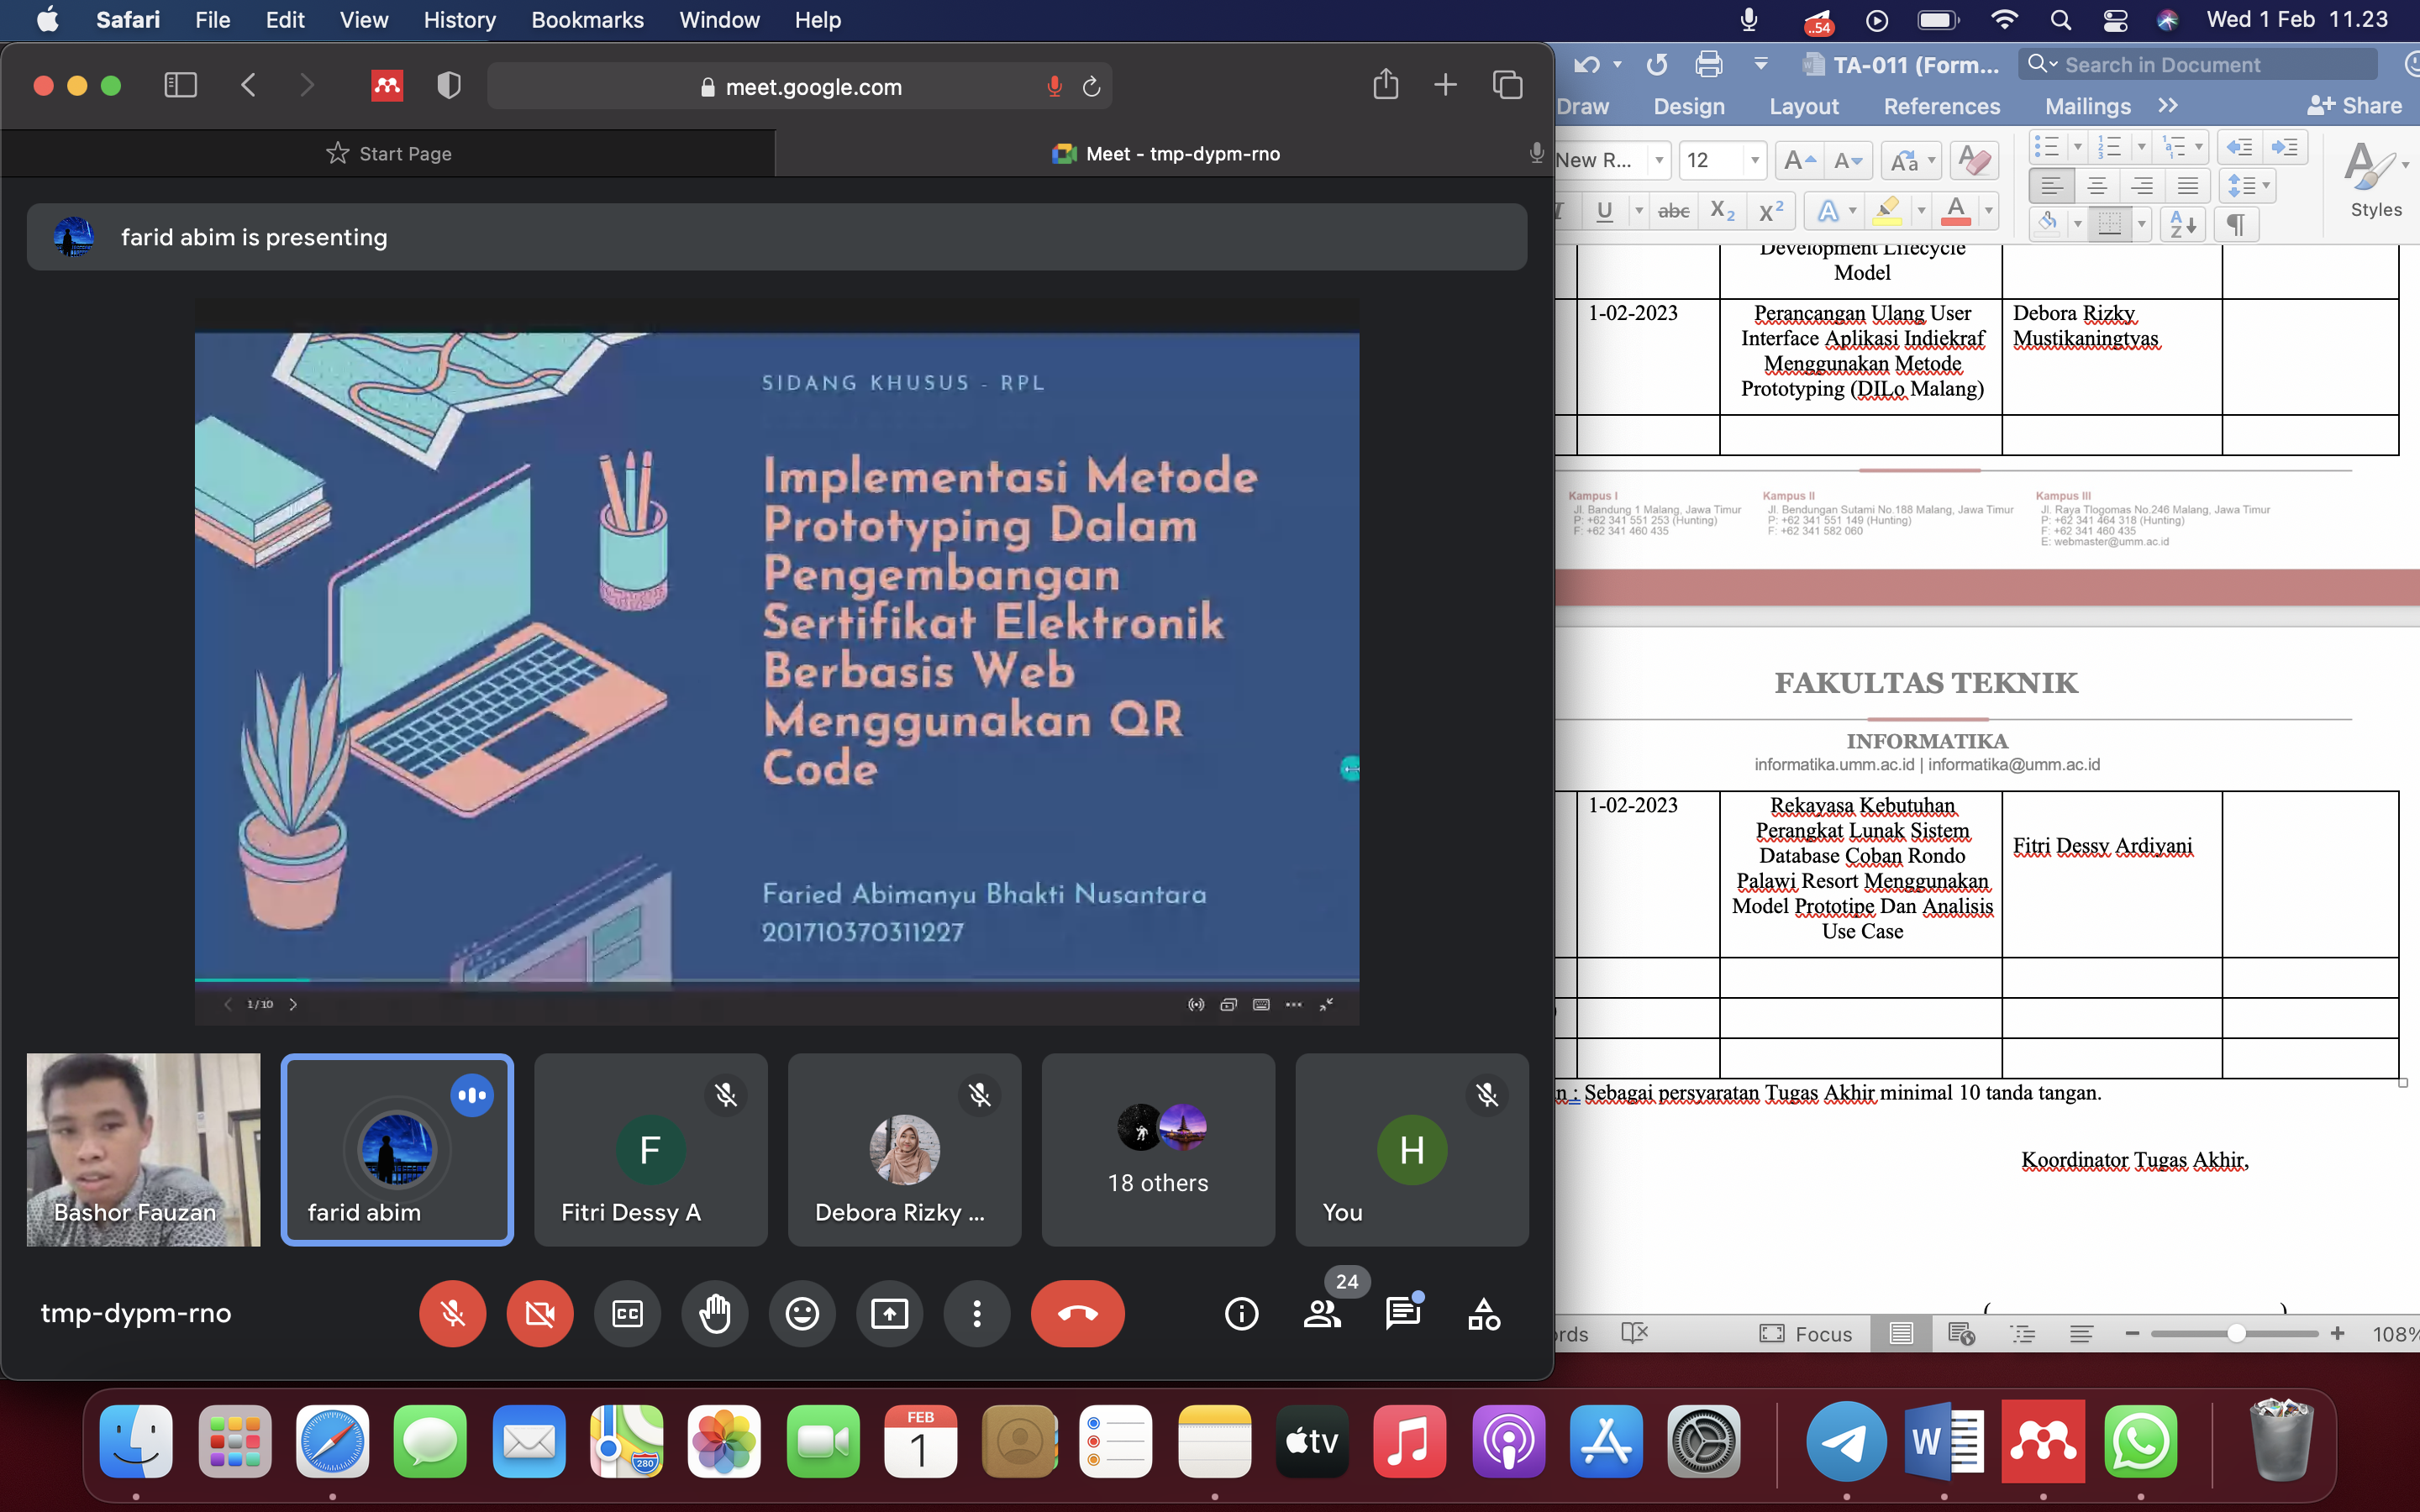 Safari File Edit View History Bookmarks Window Help
..54
Wed 1 Feb 11.23
meet.google.com
Start Page
Meet - tmp-dypm-rno
farid abim is presenting
SIDANG KHUSUS - RPL
Implementasi Metode
Prototyping Dalam
Pengembangan
Sertifikat Elektronik
Berbasis Web
Menggunakan QR
Code
Faried Abimanyu Bhakti Nusantara
201710370311227
1/10
Bashor Fauzan
farid abim
F
Fitri Dessy A
Debora Rizky ...
18 others
H
You
tmp-dypm-rno
CC
24
TA-011 (Form...
Search in Document
Draw Design Layout References Mailings
Share
New R...
12
Styles
Development Lifecycle
Model
1-02-2023
Perancangan Ulang User
Interface Aplikasi Indiekraf
Menggunakan Metode
Prototyping (DILo Malang)
Debora Rizky
Mustikaningtyas
Kampus I
Jl. Bandung 1 Malang, Jawa Timur
P: +62 341 551 253 (Hunting)
F: +62 341 460 435
Kampus II
Jl. Bendungan Sutami No.188 Malang, Jawa Timur
P: +62 341 551 149 (Hunting)
F: +62 341 582 060
Kampus III
Jl. Raya Tlogomas No.246 Malang, Jawa Timur
P: +62 341 464 318 (Hunting)
F: +62 341 460 435
E: webmaster@umm.ac.id
FAKULTAS TEKNIK
INFORMATIKA
informatika.umm.ac.id | informatika@umm.ac.id
1-02-2023
Rekayasa Kebutuhan
Perangkat Lunak Sistem
Database Coban Rondo
Palawi Resort Menggunakan
Model Prototipe Dan Analisis
Use Case
Fitri Dessy Ardiyani
n : Sebagai persyaratan Tugas Akhir minimal 10 tanda tangan.
Koordinator Tugas Akhir,
( )
rds
Focus
108%
280
FEB
1
tv
W